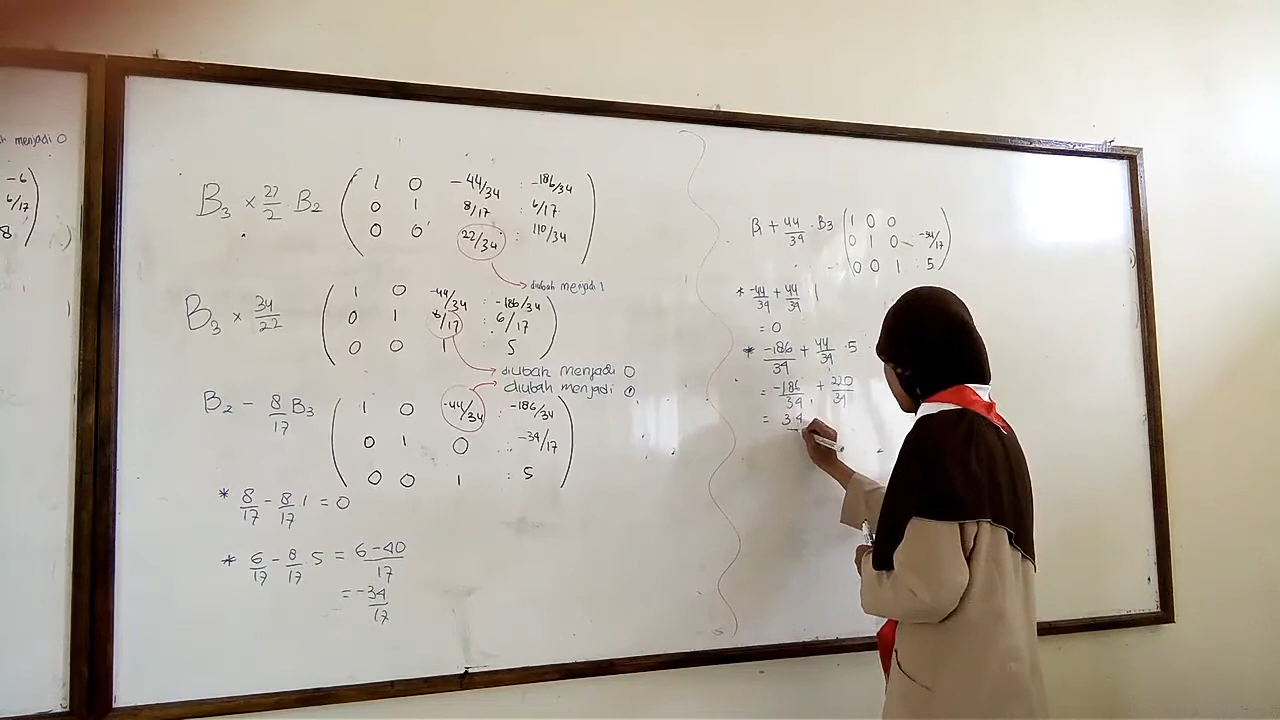 ah menjadi 0
-6
6/17
8
B₃ × 27/2 · B₂ ( 1 0 -44/34 : -186/34
0 1 8/17 : 6/17
0 0 22/34 : 110/34 )
diubah menjadi 1
B₃ × 34/22 ( 1 0 -44/34 : -186/34
0 1 8/17 : 6/17
0 0 1 : 5 )
diubah menjadi 0
diubah menjadi 0
B₂ - 8/17 B₃ ( 1 0 -44/34 : -186/34
0 1 0 : -34/17
0 0 1 : 5 )
* 8/17 - 8/17 · 1 = 0
* 6/17 - 8/17 · 5 = 6-40/17
= -34/17
B₁ + 44/34 · B₃ ( 1 0 0
0 1 0 -34/17
0 0 1 : 5 )
* -44/34 + 44/34 · 1
= 0
* -186/34 + 44/34 · 5
= -186/34 + 220/34
= 34